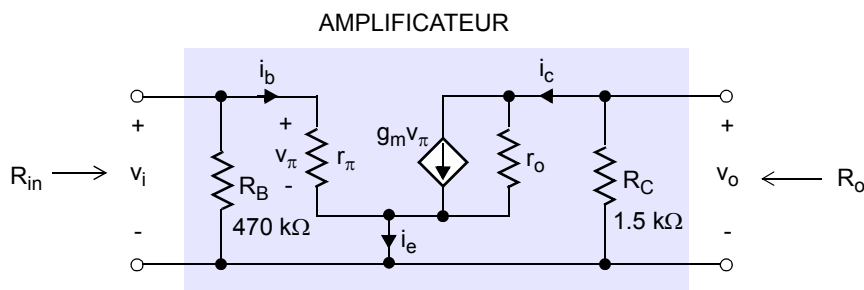 AMPLIFICATEUR
i_b
i_c
+
+
g_mv_π
+
R_in
v_i
R_B
v_π
r_π
r_o
R_C
v_o
R_o
-
-
470 kΩ
i_e
1.5 kΩ
-